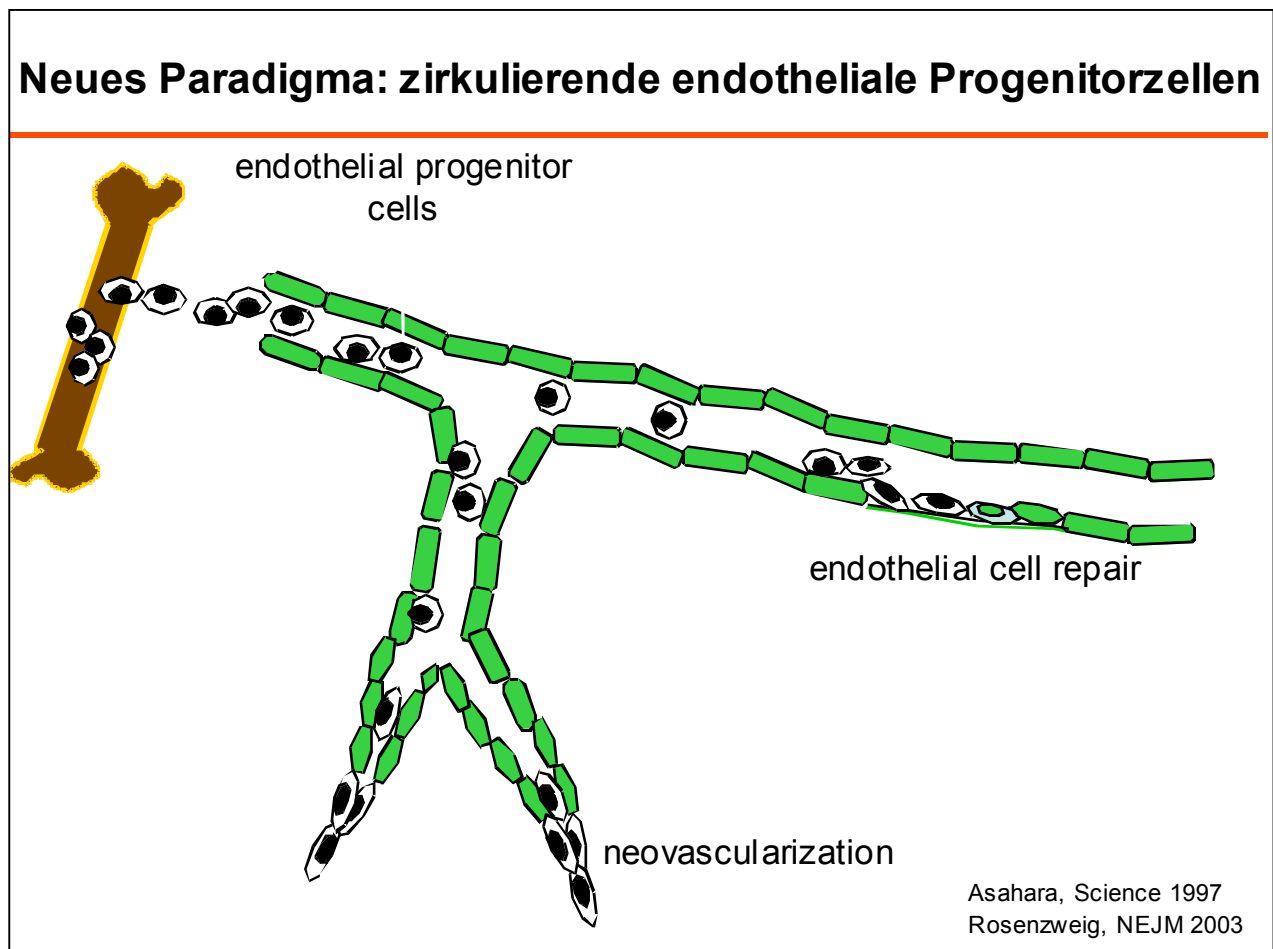 Neues Paradigma: zirkulierende endotheliale Progenitorzellen
endothelial progenitor
cells
endothelial cell repair
neovascularization
Asahara, Science 1997
Rosenzweig, NEJM 2003